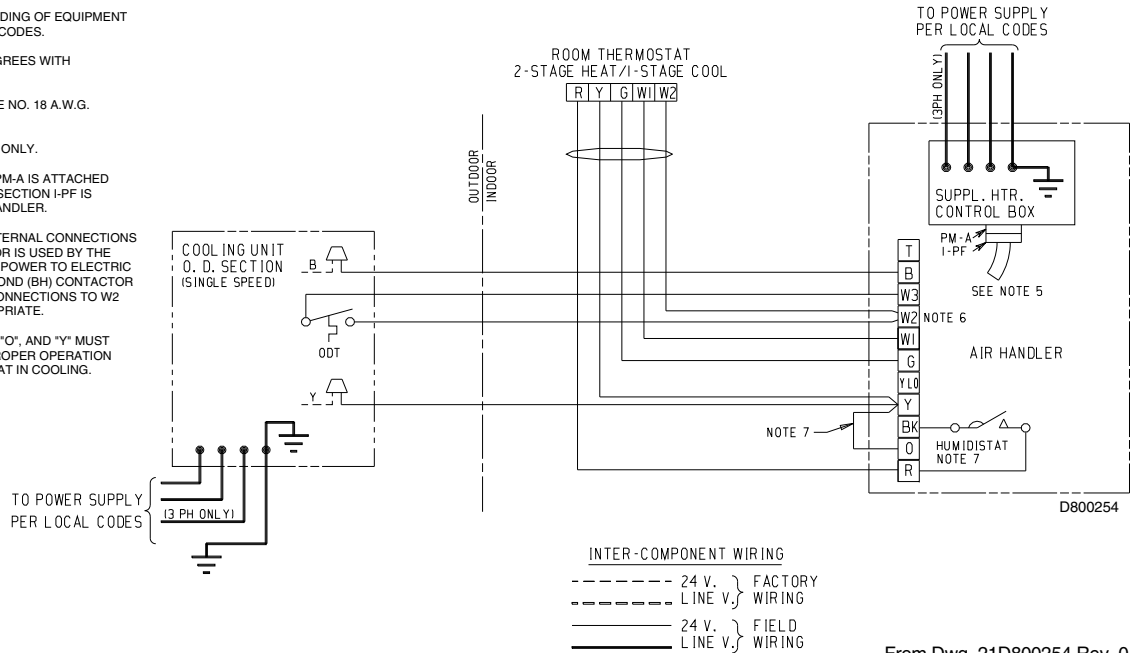 DING OF EQUIPMENT
CODES.
GREES WITH
E NO. 18 A.W.G.
ONLY.
PM-A IS ATTACHED
SECTION I-PF IS
ANDLER.
TERNAL CONNECTIONS
OR IS USED BY THE
POWER TO ELECTRIC
OND (BH) CONTACTOR
ONNECTIONS TO W2
PRIATE.
"O", AND "Y" MUST
ROPER OPERATION
AT IN COOLING.
ROOM THERMOSTAT
2-STAGE HEAT/1-STAGE COOL
R Y G W1 W2
OUTDOOR
INDOOR
TO POWER SUPPLY
PER LOCAL CODES
(3PH ONLY)
SUPPL. HTR.
CONTROL BOX
PM-A
I-PF
SEE NOTE 5
COOLING UNIT
O. D. SECTION
(SINGLE SPEED)
B
ODT
Y
TO POWER SUPPLY
PER LOCAL CODES
(3 PH ONLY)
T
B
W3
W2 NOTE 6
W1
G
YLO
Y
BK
O
R
AIR HANDLER
NOTE 7
HUMIDISTAT
NOTE 7
D800254
INTER-COMPONENT WIRING
24 V. FACTORY
LINE V. WIRING
24 V. FIELD
LINE V. WIRING
From Dwg. 21D800254 Rev. 0